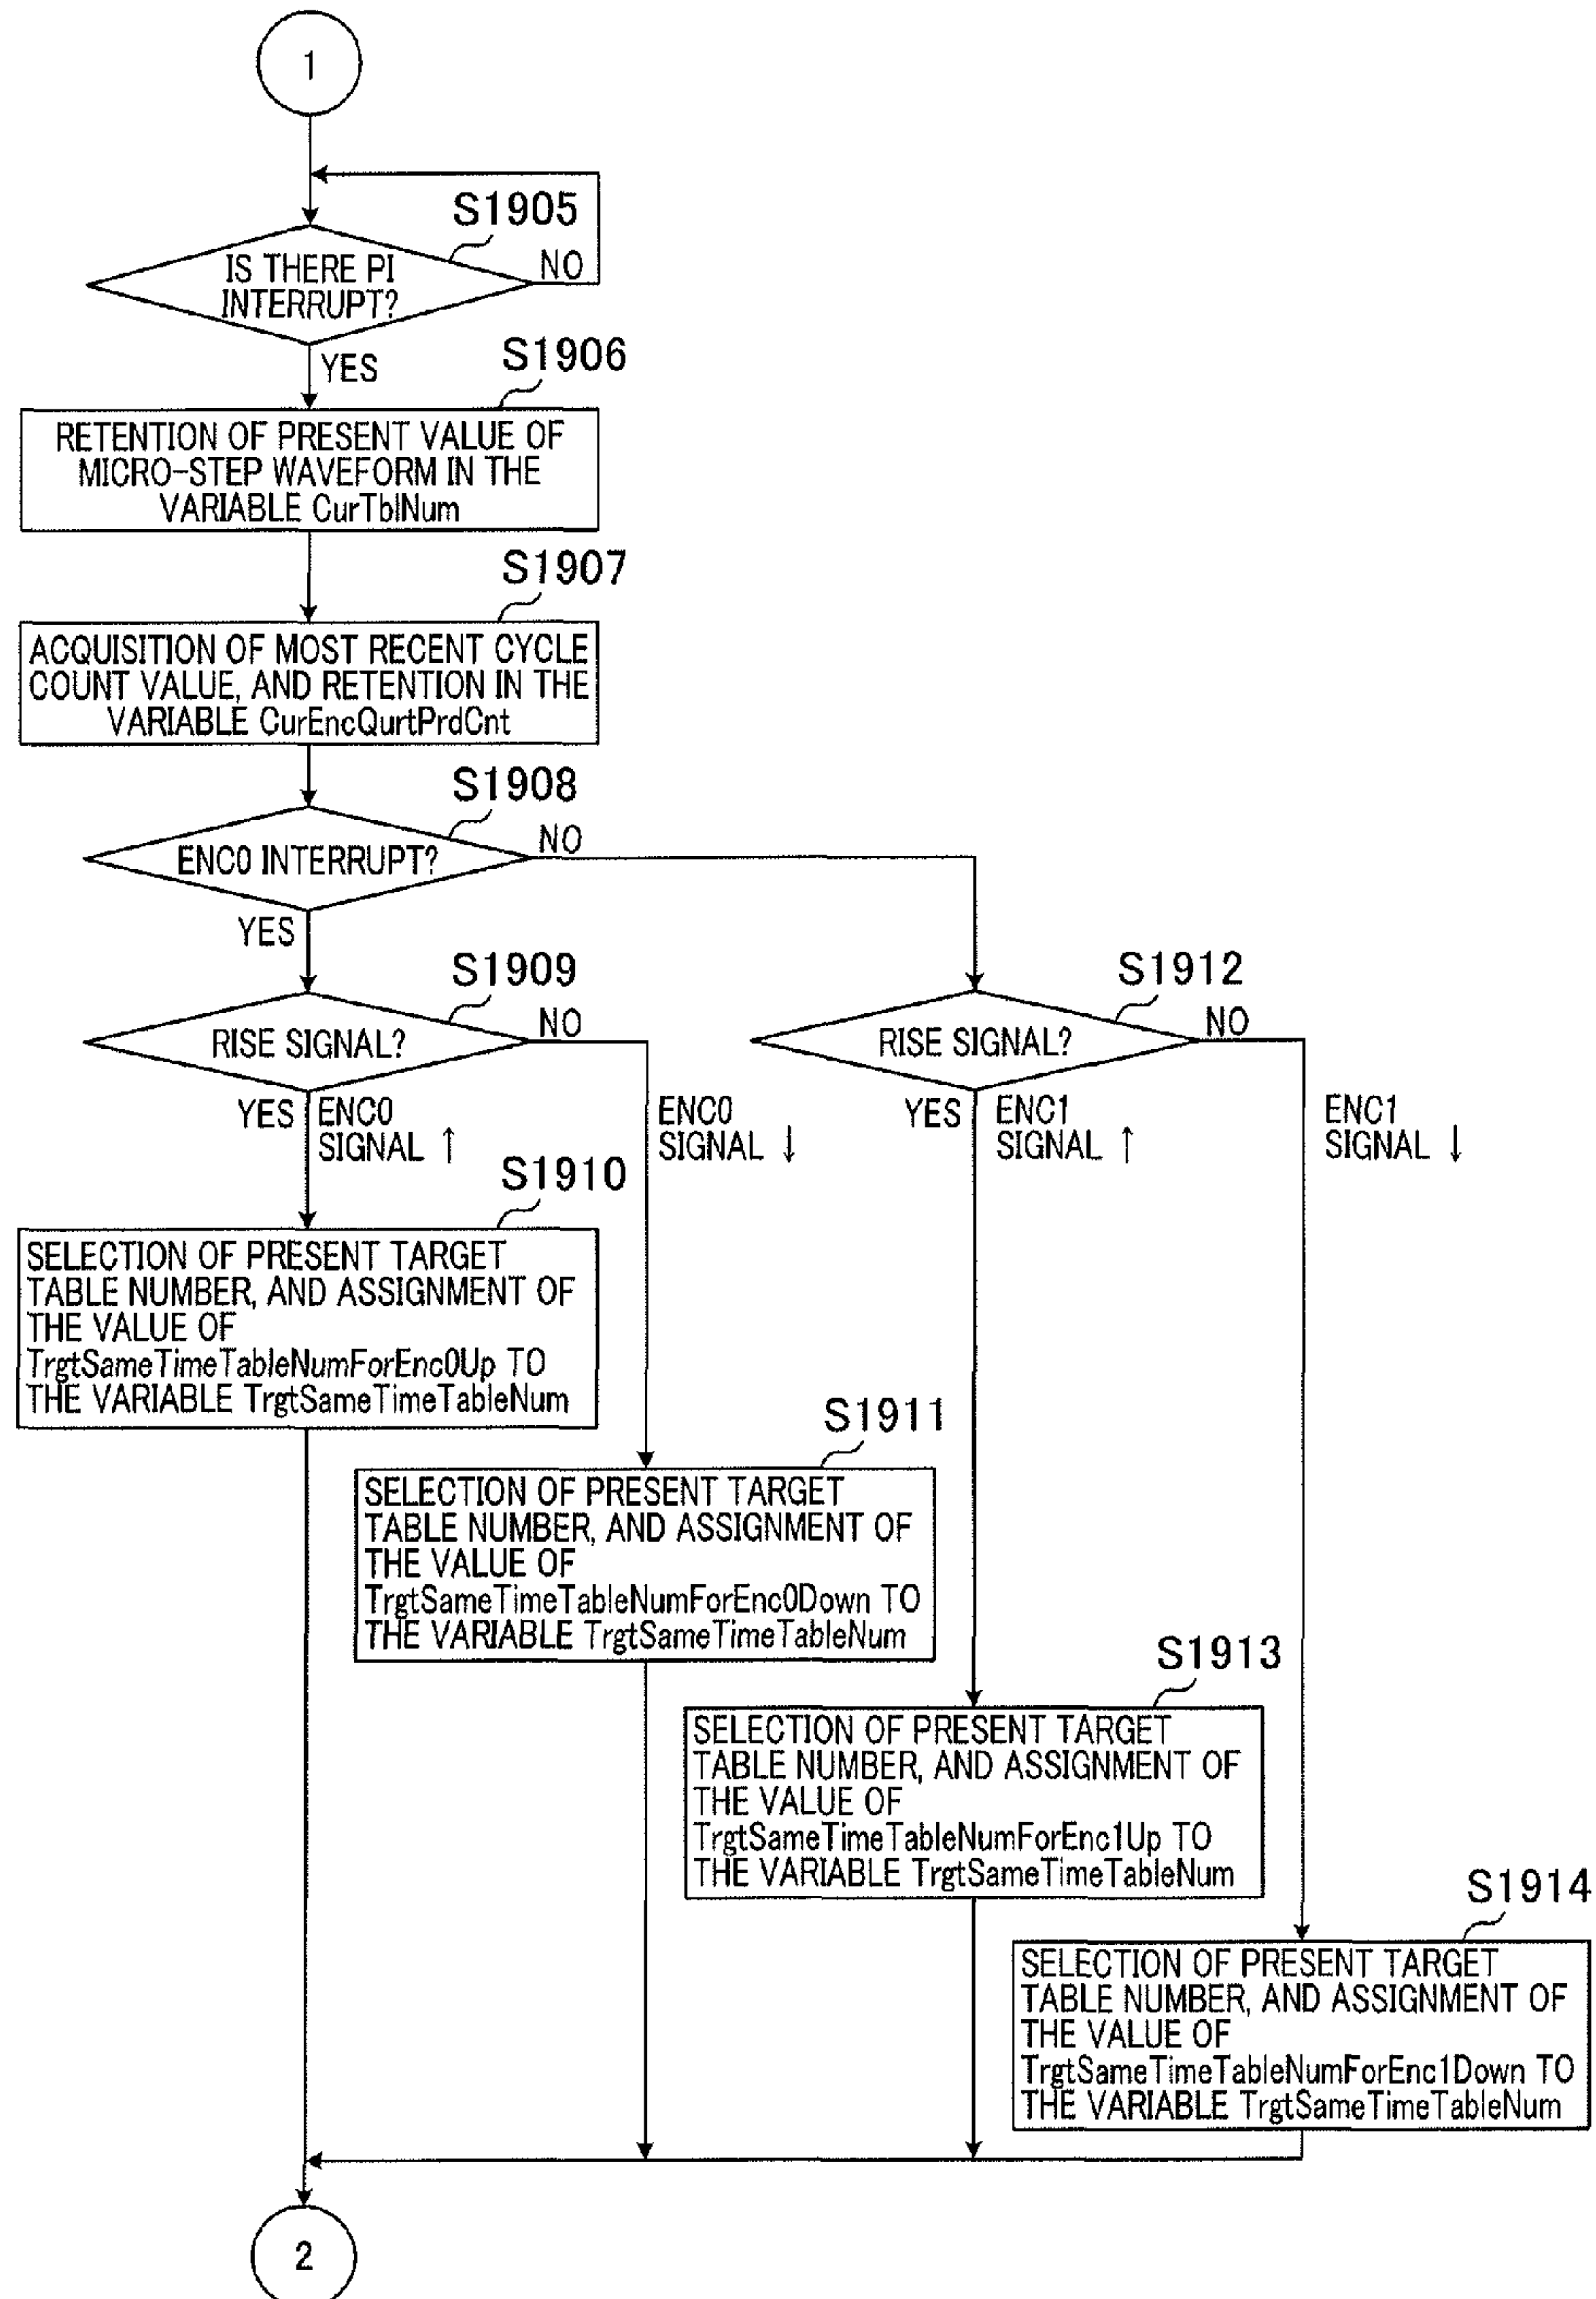 1
S1905
IS THERE PI
INTERRUPT?
NO
YES
S1906
RETENTION OF PRESENT VALUE OF
MICRO-STEP WAVEFORM IN THE
VARIABLE CurTblNum
S1907
ACQUISITION OF MOST RECENT CYCLE
COUNT VALUE, AND RETENTION IN THE
VARIABLE CurEncQurtPrdCnt
S1908
ENC0 INTERRUPT?
NO
YES
S1909
RISE SIGNAL?
NO
S1912
RISE SIGNAL?
NO
YES
ENC0
SIGNAL ↑
ENC0
SIGNAL ↓
YES
ENC1
SIGNAL ↑
ENC1
SIGNAL ↓
S1910
SELECTION OF PRESENT TARGET
TABLE NUMBER, AND ASSIGNMENT OF
THE VALUE OF
TrgtSameTimeTableNumForEnc0Up TO
THE VARIABLE TrgtSameTimeTableNum
S1911
SELECTION OF PRESENT TARGET
TABLE NUMBER, AND ASSIGNMENT OF
THE VALUE OF
TrgtSameTimeTableNumForEnc0Down TO
THE VARIABLE TrgtSameTimeTableNum
S1913
SELECTION OF PRESENT TARGET
TABLE NUMBER, AND ASSIGNMENT OF
THE VALUE OF
TrgtSameTimeTableNumForEnc1Up TO
THE VARIABLE TrgtSameTimeTableNum
S1914
SELECTION OF PRESENT TARGET
TABLE NUMBER, AND ASSIGNMENT OF
THE VALUE OF
TrgtSameTimeTableNumForEnc1Down TO
THE VARIABLE TrgtSameTimeTableNum
2